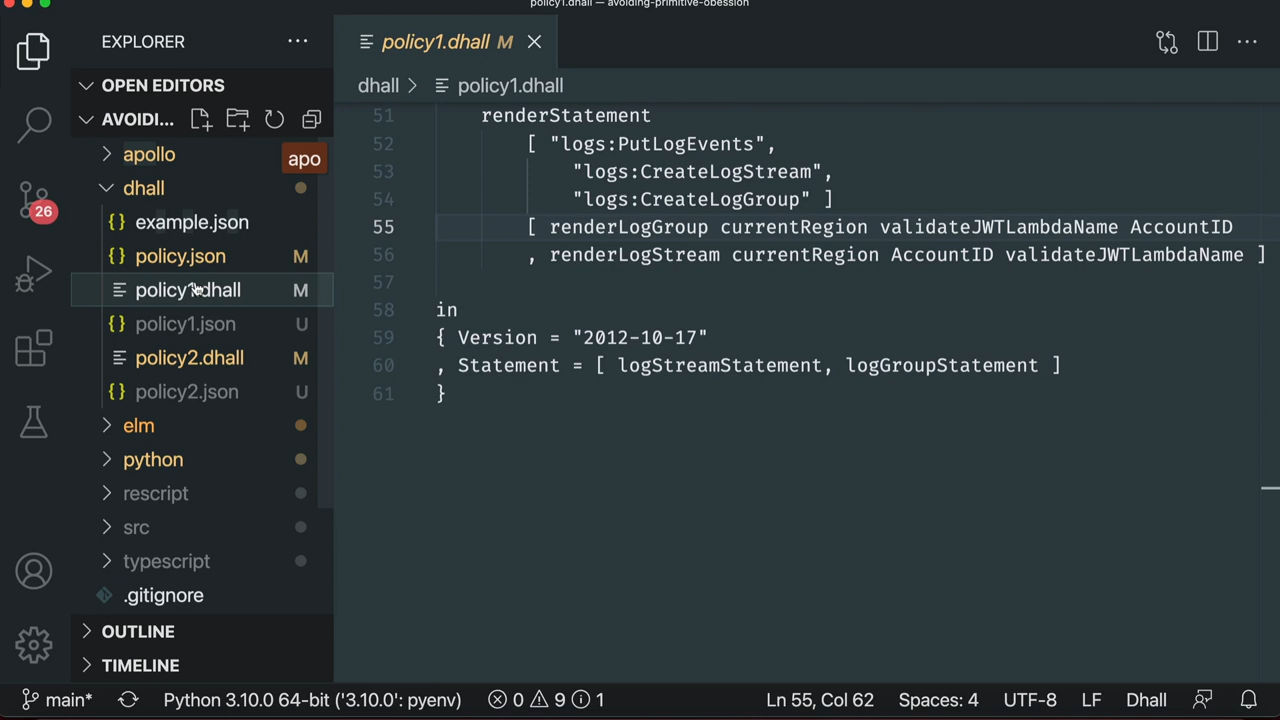 policy1.dhall — avoiding-primitive-obession
EXPLORER
OPEN EDITORS
AVOIDI...
apollo
apo
dhall
example.json
policy.json M
policy1.dhall M
policy1.json U
policy2.dhall M
policy2.json U
elm
python
rescript
src
typescript
.gitignore
OUTLINE
TIMELINE
26
policy1.dhall M
dhall > policy1.dhall
51 renderStatement
52 [ "logs:PutLogEvents",
53 "logs:CreateLogStream",
54 "logs:CreateLogGroup" ]
55 [ renderLogGroup currentRegion validateJWTLambdaName AccountID
56 , renderLogStream currentRegion AccountID validateJWTLambdaName ]
57
58 in
59 { Version = "2012-10-17"
60 , Statement = [ logStreamStatement, logGroupStatement ]
61 }
main* Python 3.10.0 64-bit ('3.10.0': pyenv) 0 9 1 Ln 55, Col 62 Spaces: 4 UTF-8 LF Dhall